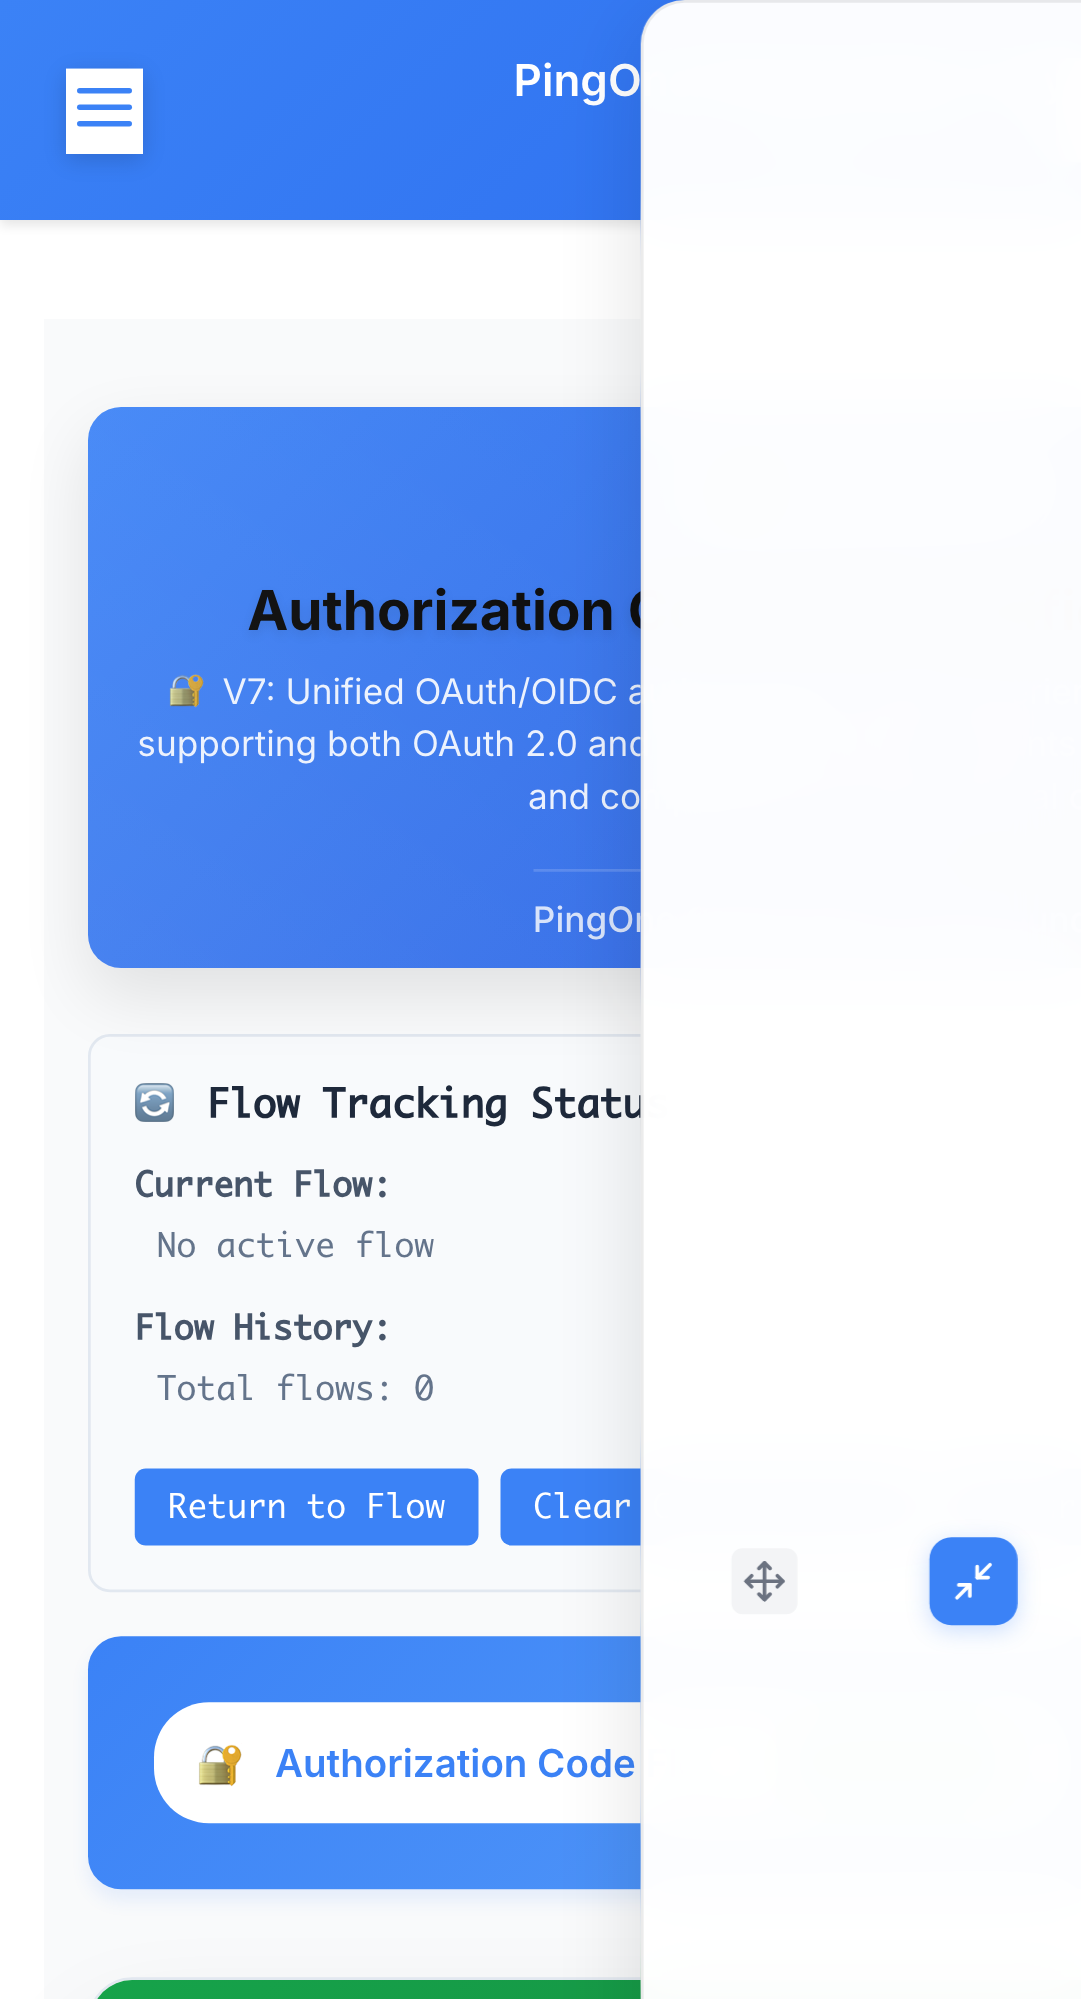 PingO
Authorization
🔐 V7: Unified OAuth/OIDC a
supporting both OAuth 2.0 and
and co
PingOn
Flow Tracking Statu
Current Flow:
No active flow
Flow History:
Total flows: 0
Return to Flow
Clear
🔐 Authorization Code